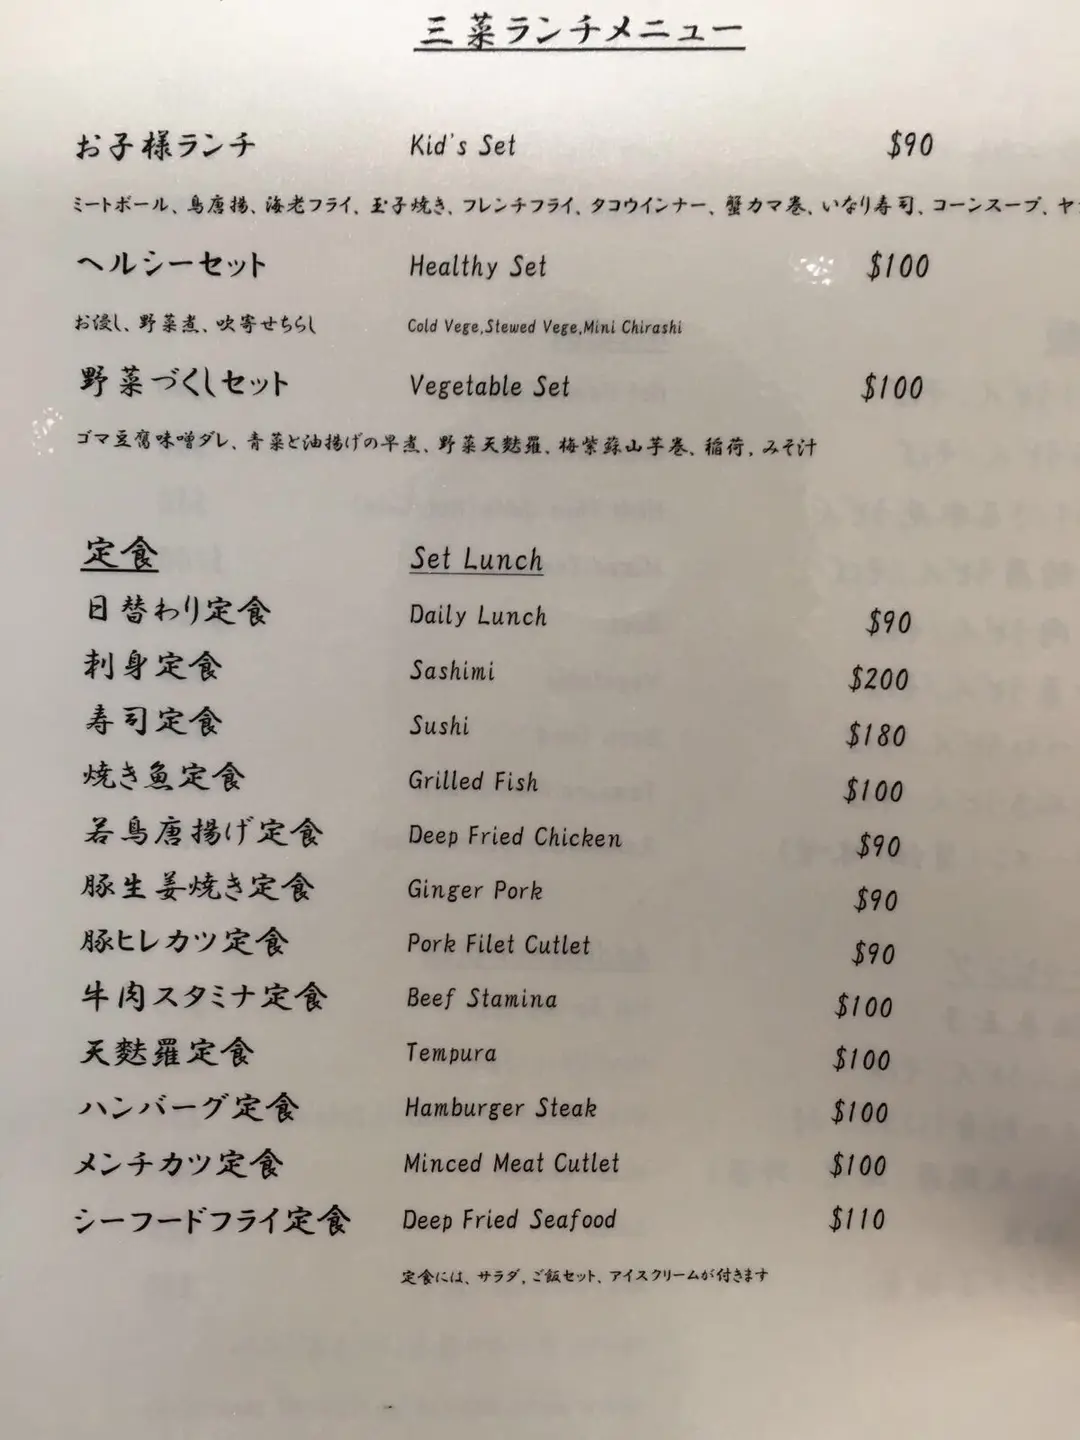 三菜ランチメニュー
お子様ランチ Kid's Set $90
ミートボール、鳥唐揚、海老フライ、玉子焼き、フレンチフライ、タコウインナー、蟹カマ巻、いなり寿司、コーンスープ、ヤ
ヘルシーセット Healthy Set $100
お浸し、野菜煮、吹寄せちらし Cold Vege,Stewed Vege,Mini Chirashi
野菜づくしセット Vegetable Set $100
ゴマ豆腐味噌ダレ、青菜と油揚げの早煮、野菜天麩羅、梅紫蘇山芋巻、稲荷,みそ汁
定食 Set Lunch
日替わり定食 Daily Lunch $90
刺身定食 Sashimi $200
寿司定食 Sushi $180
焼き魚定食 Grilled Fish $100
若鳥唐揚げ定食 Deep Fried Chicken $90
豚生姜焼き定食 Ginger Pork $90
豚ヒレカツ定食 Pork Filet Cutlet $90
牛肉スタミナ定食 Beef Stamina $100
天麩羅定食 Tempura $100
ハンバーグ定食 Hamburger Steak $100
メンチカツ定食 Minced Meat Cutlet $100
シーフードフライ定食 Deep Fried Seafood $110
定食には、サラダ,ご飯セット、アイスクリームが付きます